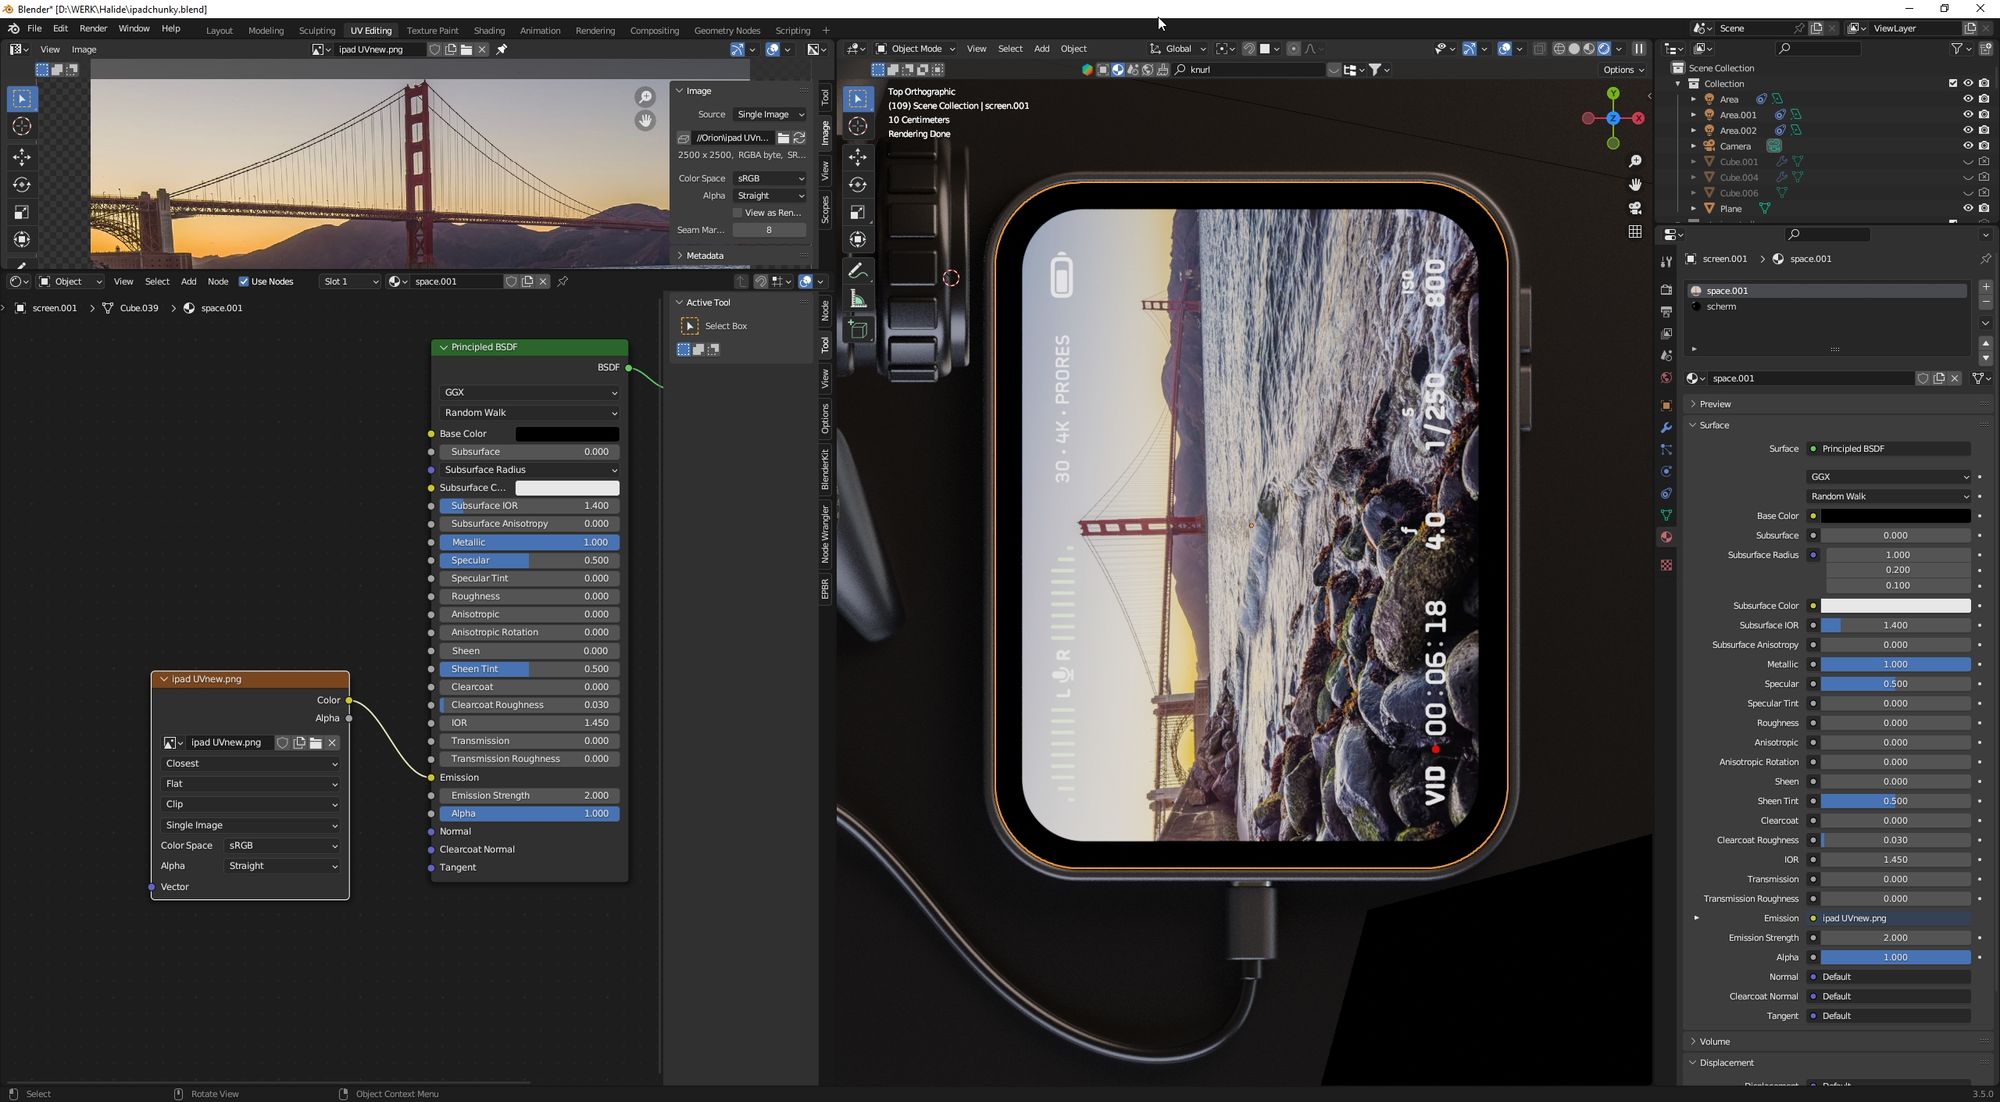 Blender* [D:\WERK\Halide\ipadchunky.blend]
File Edit Render Window Help
Layout Modeling Sculpting UV Editing Texture Paint Shading Animation Rendering Compositing Geometry Nodes Scripting +
Scene
ViewLayer
View Image
ipad UVnew.png
Image
Source Single Image
//Orion\ipad UVn...
2500 x 2500, RGBA byte, SR...
Color Space sRGB
Alpha Straight
View as Ren...
Seam Mar... 8
Metadata
Tool
Image
View
Scopes
Object View Select Add Node Use Nodes Slot 1 space.001
screen.001 > Cube.039 > space.001
Principled BSDF
BSDF
GGX
Random Walk
Base Color
Subsurface 0.000
Subsurface Radius
Subsurface C...
Subsurface IOR 1.400
Subsurface Anisotropy 0.000
Metallic 1.000
Specular 0.500
Specular Tint 0.000
Roughness 0.000
Anisotropic 0.000
Anisotropic Rotation 0.000
Sheen 0.000
Sheen Tint 0.500
Clearcoat 0.000
Clearcoat Roughness 0.030
IOR 1.450
Transmission 0.000
Transmission Roughness 0.000
Emission
Emission Strength 2.000
Alpha 1.000
Normal
Clearcoat Normal
Tangent
ipad UVnew.png
Color
Alpha
ipad UVnew.png
Closest
Flat
Clip
Single Image
Color Space sRGB
Alpha Straight
Vector
Active Tool
Select Box
Node
Tool
View
Options
BlenderKit
Node Wrangler
EPBR
Object Mode View Select Add Object Global
knurl
Options
Top Orthographic
(109) Scene Collection | screen.001
10 Centimeters
Rendering Done
Y
Z
X
30 · 4K · PRORES
L R
VID 00:06:18
f 4.0
S 1/250
ISO 800
Scene Collection
Collection
Area
Area.001
Area.002
Camera
Cube.001
Cube.004
Cube.006
Plane
screen.001 > space.001
space.001
scherm
space.001
Preview
Surface
Surface Principled BSDF
GGX
Random Walk
Base Color
Subsurface 0.000
Subsurface Radius 1.000
0.200
0.100
Subsurface Color
Subsurface IOR 1.400
Subsurface Anisotropy 0.000
Metallic 1.000
Specular 0.500
Specular Tint 0.000
Roughness 0.000
Anisotropic 0.000
Anisotropic Rotation 0.000
Sheen 0.000
Sheen Tint 0.500
Clearcoat 0.000
Clearcoat Roughness 0.030
IOR 1.450
Transmission 0.000
Transmission Roughness 0.000
Emission ipad UVnew.png
Emission Strength 2.000
Alpha 1.000
Normal Default
Clearcoat Normal Default
Tangent Default
Volume
Displacement
Select Rotate View Object Context Menu
3.5.0